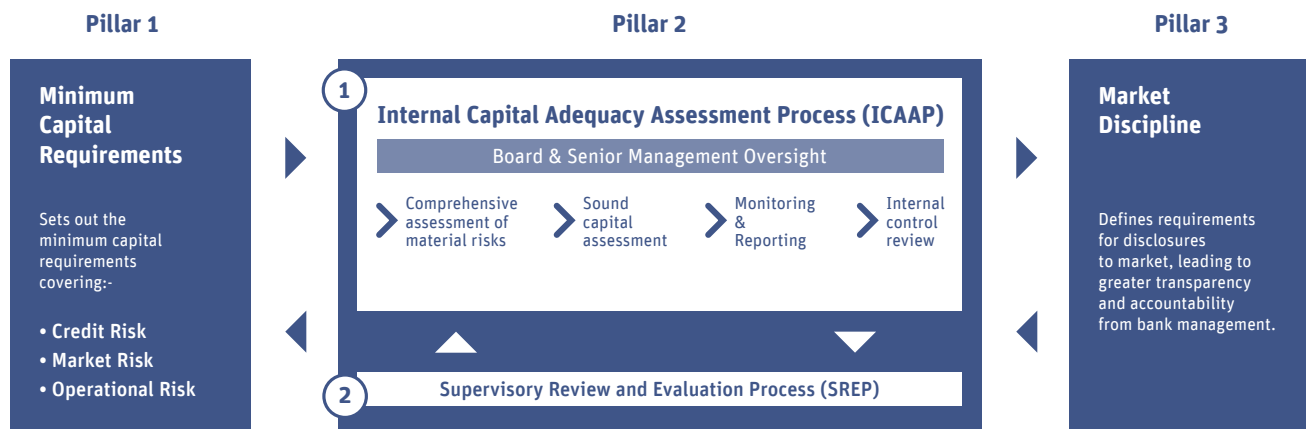 Pillar 1
Pillar 2
Pillar 3
Minimum
Capital
Requirements
Sets out the
minimum capital
requirements
covering:-
• Credit Risk
• Market Risk
• Operational Risk
1
Internal Capital Adequacy Assessment Process (ICAAP)
Board & Senior Management Oversight
Comprehensive
assessment of
material risks
Sound
capital
assessment
Monitoring
&
Reporting
Internal
control
review
2
Supervisory Review and Evaluation Process (SREP)
Market
Discipline
Defines requirements
for disclosures
to market, leading to
greater transparency
and accountability
from bank management.